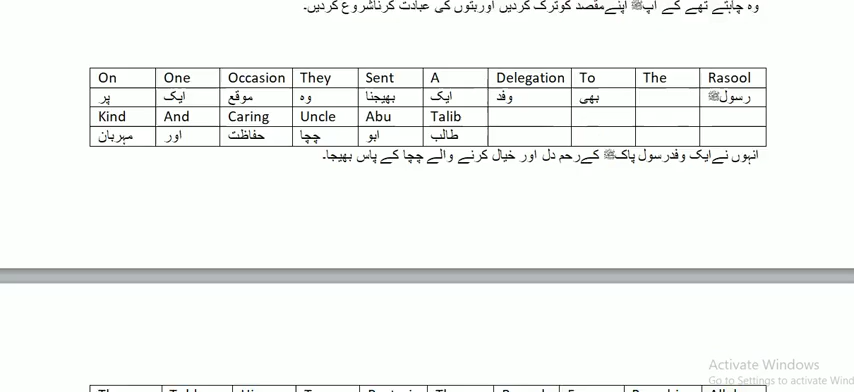 وہ چاہتے تھے کے آپﷺ اپنے مقصد کو ترک کردیں اور بتوں کی عبادت کرنا شروع کردیں۔
On One Occasion They Sent A Delegation To The Rasool
پر ایک موقع وہ بھیجنا ایک وفد بھی رسولﷺ
Kind And Caring Uncle Abu Talib
مہربان اور حفاظت چچا ابو طالب
انہوں نے ایک وفد رسول پاکﷺ کے رحم دل اور خیال کرنے والے چچا کے پاس بھیجا۔
Activate Windows
Go to Settings to activate Wind